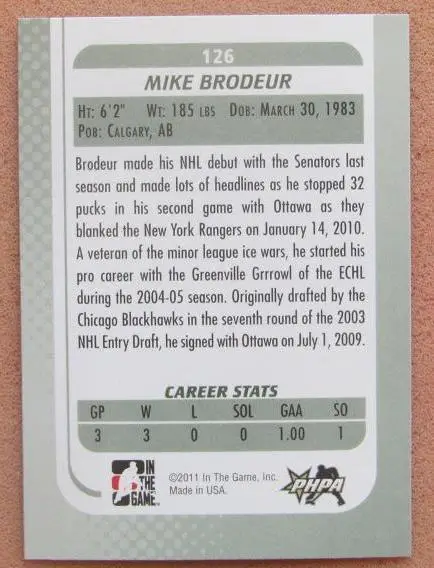 126
MIKE BRODEUR
HT: 6'2" WT: 185 LBS DOB: MARCH 30, 1983
POB: CALGARY, AB
Brodeur made his NHL debut with the Senators last
season and made lots of headlines as he stopped 32
pucks in his second game with Ottawa as they
blanked the New York Rangers on January 14, 2010.
A veteran of the minor league ice wars, he started his
pro career with the Greenville Grrrowl of the ECHL
during the 2004-05 season. Originally drafted by the
Chicago Blackhawks in the seventh round of the 2003
NHL Entry Draft, he signed with Ottawa on July 1, 2009.
CAREER STATS
GP W L SOL GAA SO
3 3 0 0 1.00 1
IN THE GAME
©2011 In The Game, Inc.
Made in USA.
PHPA